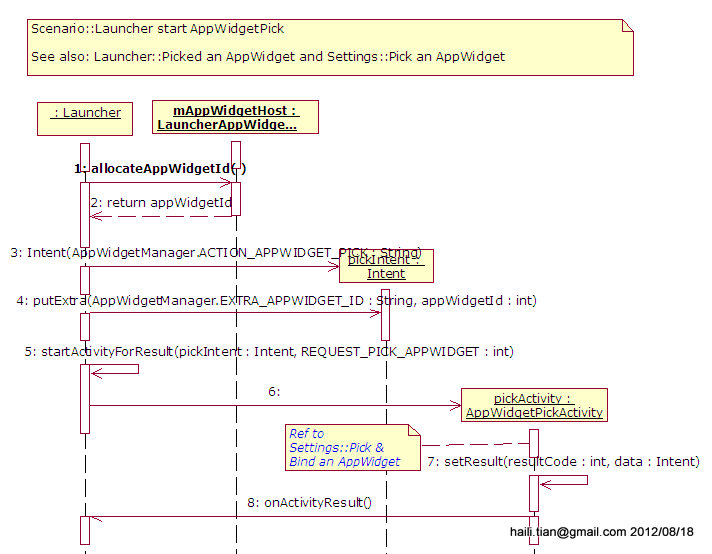 Scenario::Launcher start AppWidgetPick
See also: Launcher::Picked an AppWidget and Settings::Pick an AppWidget
: Launcher
mAppWidgetHost :
LauncherAppWidge...
1: allocateAppWidgetId( )
2: return appWidgetId
3: Intent(AppWidgetManager.ACTION_APPWIDGET_PICK : String)
pickIntent :
Intent
4: putExtra(AppWidgetManager.EXTRA_APPWIDGET_ID : String, appWidgetId : int)
5: startActivityForResult(pickIntent : Intent, REQUEST_PICK_APPWIDGET : int)
6:
pickActivity :
AppWidgetPickActivity
Ref to
Settings::Pick &
Bind an AppWidget
7: setResult(resultCode : int, data : Intent)
8: onActivityResult()
haili.tian@gmail.com 2012/08/18